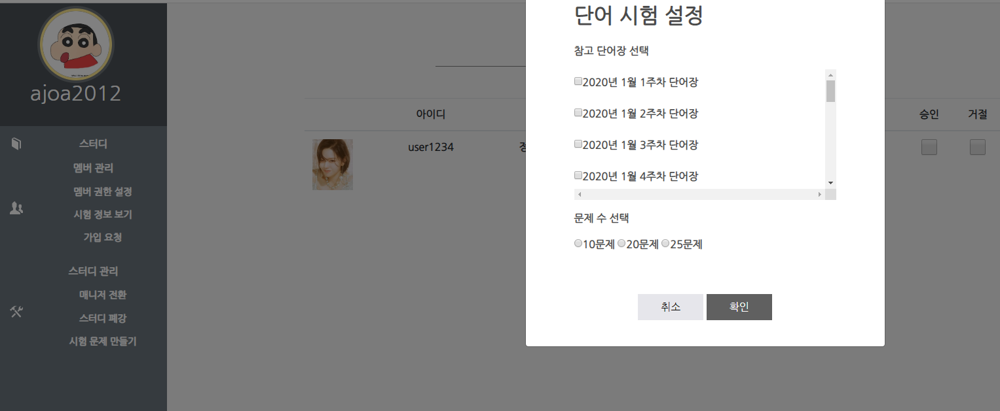 ajoa2012
스터디
멤버 관리
멤버 권한 설정
시험 정보 보기
가입 요청
스터디 관리
매니저 전환
스터디 폐강
시험 문제 만들기
아이디
승인
거절
user1234
단어 시험 설정
참고 단어장 선택
2020년 1월 1주차 단어장
2020년 1월 2주차 단어장
2020년 1월 3주차 단어장
2020년 1월 4주차 단어장
문제 수 선택
10문제 20문제 25문제
취소 확인